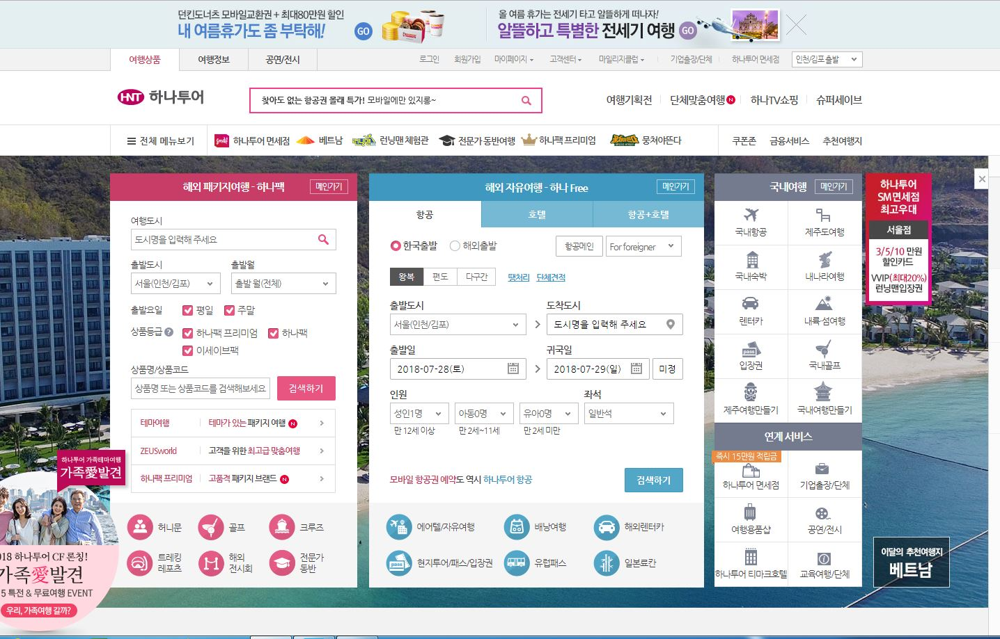 던킨도너츠 모바일교환권 + 최대80만원 할인
내 여름휴가도 좀 부탁해!
GO
올 여름 휴가는 전세기 타고 알뜰하게 떠나자!
알뜰하고 특별한 전세기 여행
GO
여행상품
여행정보
공연/전시
로그인
회원가입
마이페이지
고객센터
마일리지클럽
기업출장/단체
하나투어 면세점
인천/김포 출발
HNT 하나투어
찾아도 없는 항공권 몰래 특가! 모바일에만 있지롱~
여행기획전
단체맞춤여행 N
하나TV쇼핑
슈퍼세이브
전체 메뉴보기
smdf 하나투어 면세점
베트남
런닝맨 체험관
전문가 동반여행
하나팩 프리미엄
뭉쳐야뜬다
쿠폰존
금융서비스
추천여행지
해외 패키지여행 - 하나팩
메인가기
여행도시
도시명을 입력해 주세요
출발도시
출발월
서울(인천/김포)
출발 월(전체)
출발요일
평일
주말
상품등급 ?
하나팩 프리미엄
하나팩
이세이브팩
상품명/상품코드
상품명 또는 상품코드를 검색해보세요
검색하기
테마여행
테마가 있는 패키지 여행 N
ZEUSworld
고객을 위한 최고급 맞춤여행
하나팩 프리미엄
고품격 패키지 브랜드 N
허니문
골프
크루즈
트레킹
레포츠
해외
전시회
전문가
동반
해외 자유여행 - 하나 Free
메인가기
항공
호텔
항공+호텔
한국출발
해외출발
항공메인
For foreigner
왕복
편도
다구간
땡처리
단체견적
출발도시
도착도시
서울(인천/김포)
도시명을 입력해 주세요
출발일
귀국일
2018-07-28(토)
2018-07-29(일)
미정
인원
좌석
성인1명
아동0명
유아0명
일반석
만 12세 이상
만 2세~11세
만 2세 미만
모바일 항공권 예약도 역시 하나투어 항공
검색하기
에어텔/자유여행
배낭여행
해외렌터카
pass
현지투어/패스/입장권
유럽패스
일본료칸
국내여행
메인가기
국내항공
제주도여행
국내숙박
내나라여행
렌터카
내륙·섬여행
pass
입장권
국내골프
제주여행만들기
국내여행만들기
연계 서비스
즉시 15만원 적립금
하나투어 면세점
기업출장/단체
여행용품샵
공연/전시
하나투어 티마크호텔
교육여행/단체
하나투어
SM면세점
최고우대
서울점
3/5/10 만원
할인카드
VVIP(최대20%)
런닝맨입장권
이달의 추천여행지
베트남
하나투어 가족테마여행
가족愛발견
018 하나투어 CF 론칭!
가족愛발견
5 특전 & 무료여행 EVENT
우리, 가족여행 갈까?